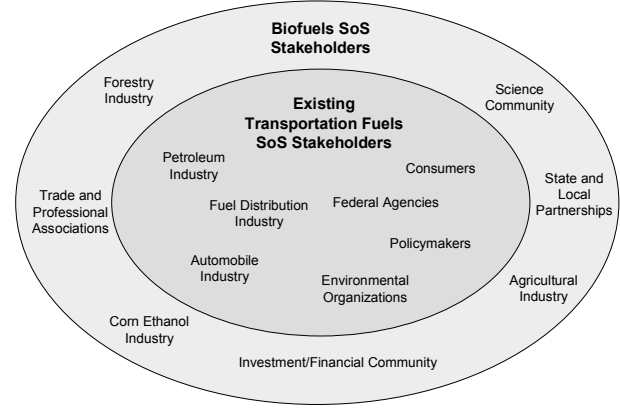 Biofuels SoS
Stakeholders
Forestry
Industry
Science
Community
Existing
Transportation Fuels
SoS Stakeholders
Petroleum
Industry
Consumers
Trade and
Professional
Associations
Fuel Distribution
Industry
Federal Agencies
State and
Local
Partnerships
Policymakers
Automobile
Industry
Environmental
Organizations
Agricultural
Industry
Corn Ethanol
Industry
Investment/Financial Community